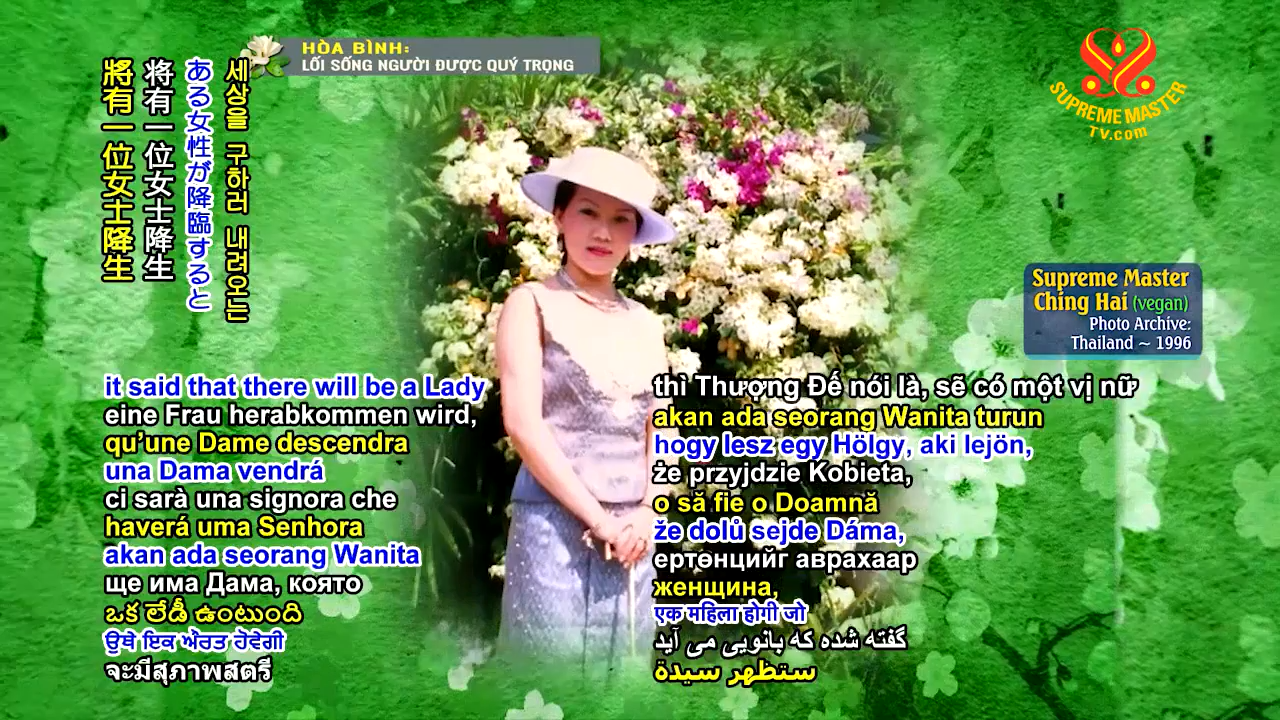 HÒA BÌNH:
LỐI SỐNG NGƯỜI ĐƯỢC QUÝ TRỌNG
SUPREME MASTER
TV.com
將有一位女士降生
将有一位女士降生
ある女性が降臨すると
세상을 구하러 내려오는
Supreme Master
Ching Hai (vegan)
Photo Archive:
Thailand ~ 1996
it said that there will be a Lady
eine Frau herabkommen wird,
qu’une Dame descendra
una Dama vendrá
ci sarà una signora che
haverá uma Senhora
akan ada seorang Wanita
ще има Дама, която
ఒక లేడీ ఉంటుంది
ਉਥੇ ਇਕ ਔਰਤ ਹੋਵੇਗੀ
จะมีสุภาพสตรี
thì Thượng Đế nói là, sẽ có một vị nữ
akan ada seorang Wanita turun
hogy lesz egy Hölgy, aki lejön,
że przyjdzie Kobieta,
o să fie o Doamnă
že dolů sejde Dáma,
ертөнцийг аврахаар
женщина,
एक महिला होगी जो
گفته شده که بانویی می آید
ستظهر سيدة